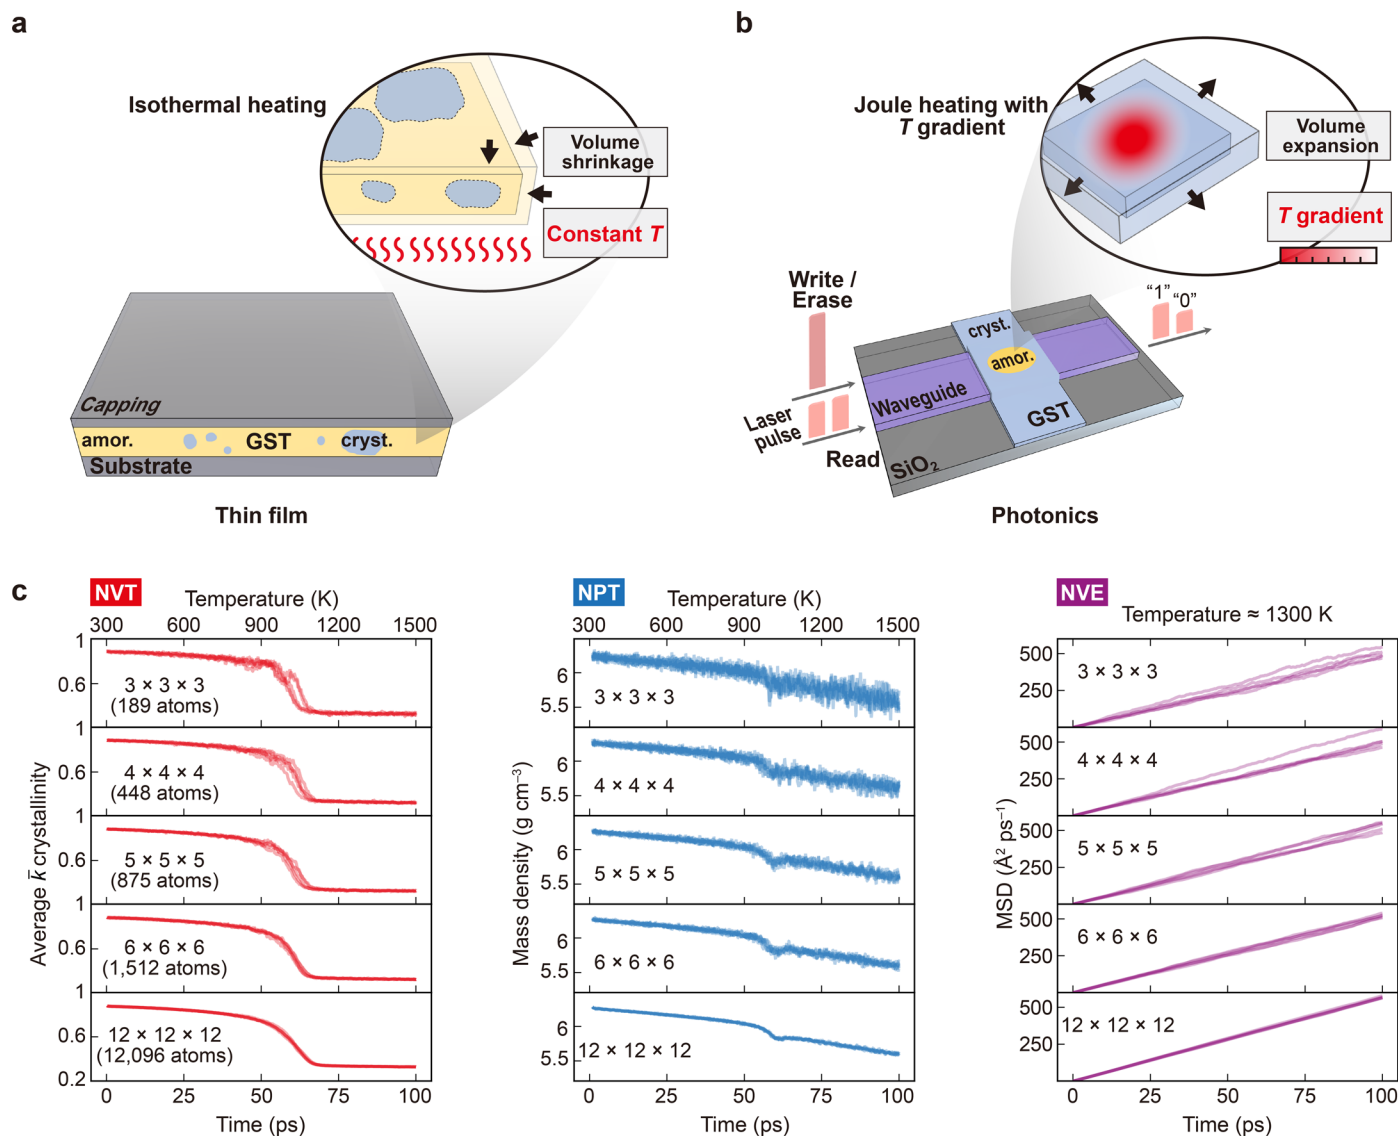 a
Isothermal heating
Volume
shrinkage
Constant T
Capping
amor.
GST
cryst.
Substrate
Thin film
b
Joule heating with
T gradient
Volume
expansion
T gradient
Write /
Erase
"1"
"0"
cryst.
amor.
Waveguide
GST
Laser
pulse
Read
SiO₂
Photonics
c
NVT
Temperature (K)
300 600 900 1200 1500
1
0.6
3 × 3 × 3
(189 atoms)
1
0.6
4 × 4 × 4
(448 atoms)
1
0.6
5 × 5 × 5
(875 atoms)
1
0.6
6 × 6 × 6
(1,512 atoms)
1
0.6
12 × 12 × 12
(12,096 atoms)
0.2
0 25 50 75 100
Time (ps)
Average k̄ crystallinity
NPT
Temperature (K)
300 600 900 1200 1500
6
5.5
3 × 3 × 3
6
5.5
4 × 4 × 4
6
5.5
5 × 5 × 5
6
5.5
6 × 6 × 6
6
5.5
12 × 12 × 12
0 25 50 75 100
Time (ps)
Mass density (g cm⁻³)
NVE
Temperature ≈ 1300 K
500
250
3 × 3 × 3
500
250
4 × 4 × 4
500
250
5 × 5 × 5
500
250
6 × 6 × 6
500
250
12 × 12 × 12
0 25 50 75 100
Time (ps)
MSD (Å² ps⁻¹)